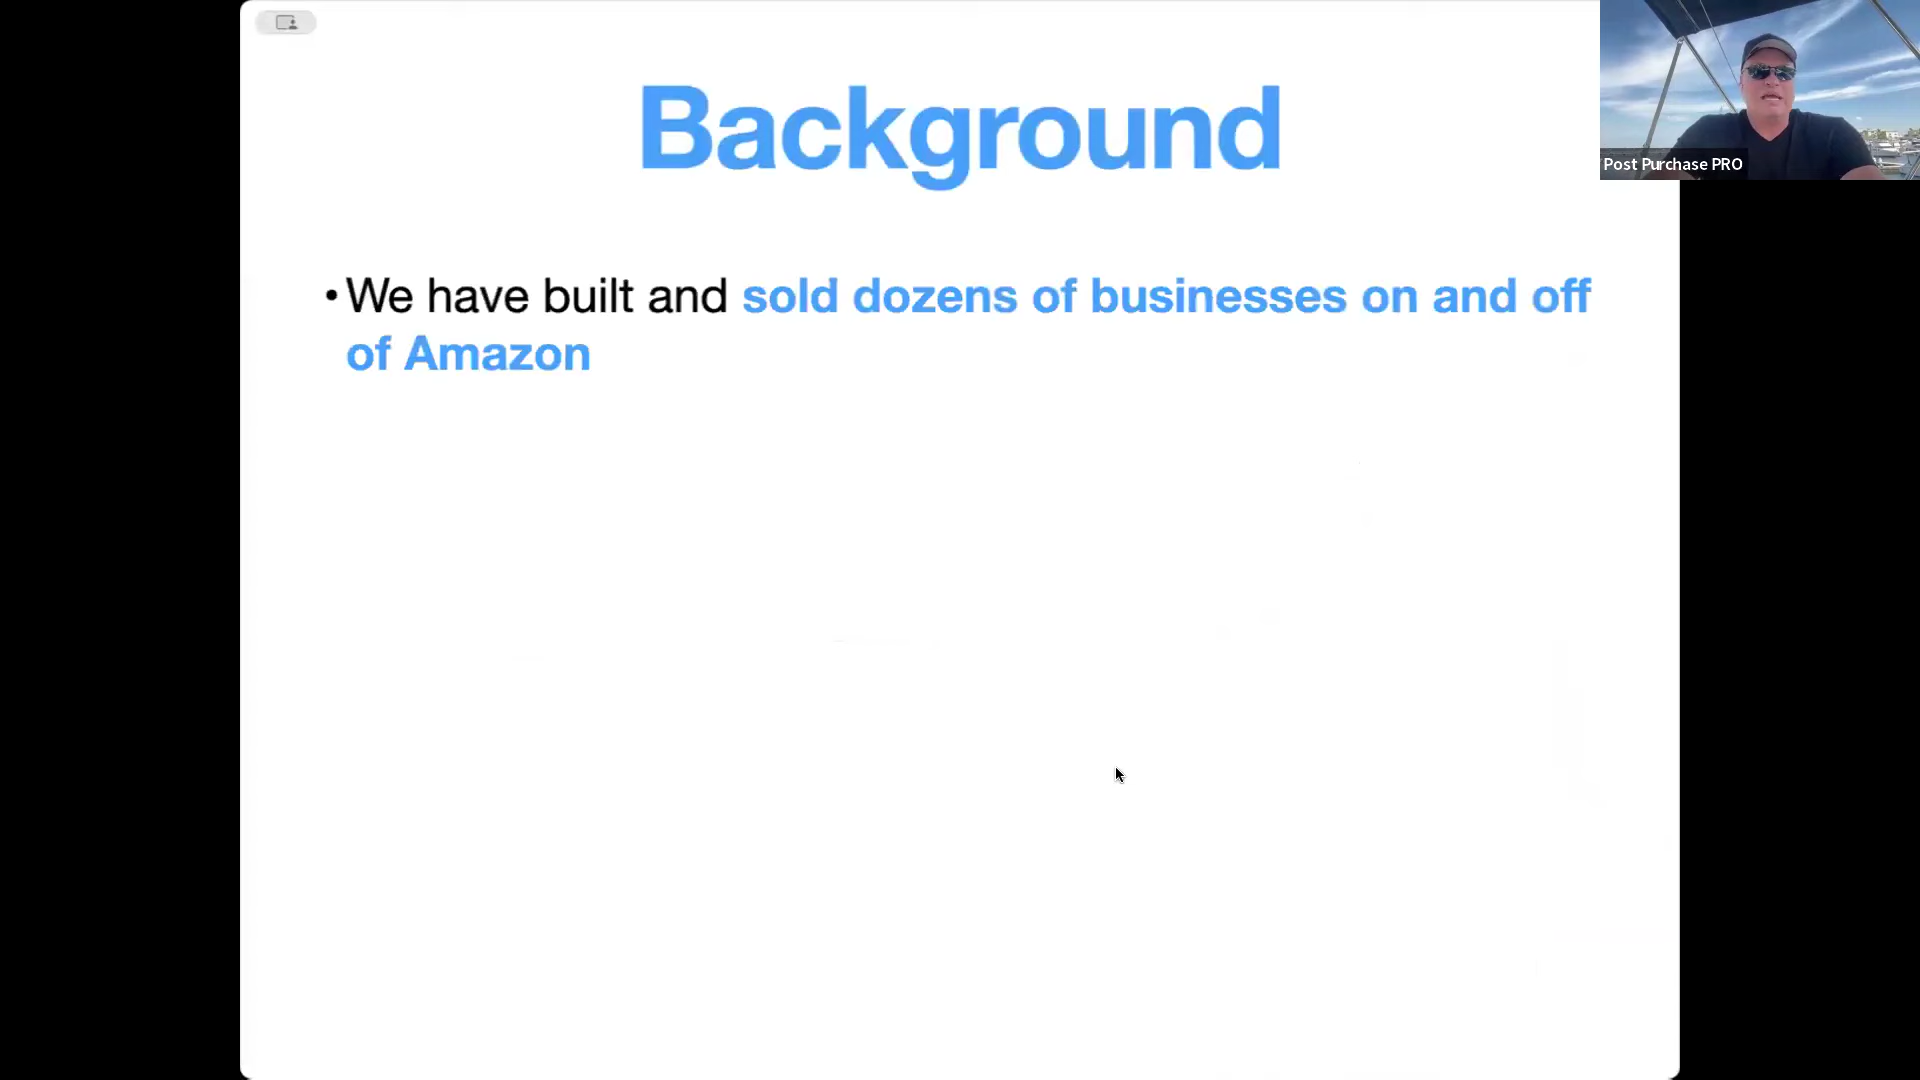 Background
• We have built and sold dozens of businesses on and off
of Amazon
Post Purchase PRO